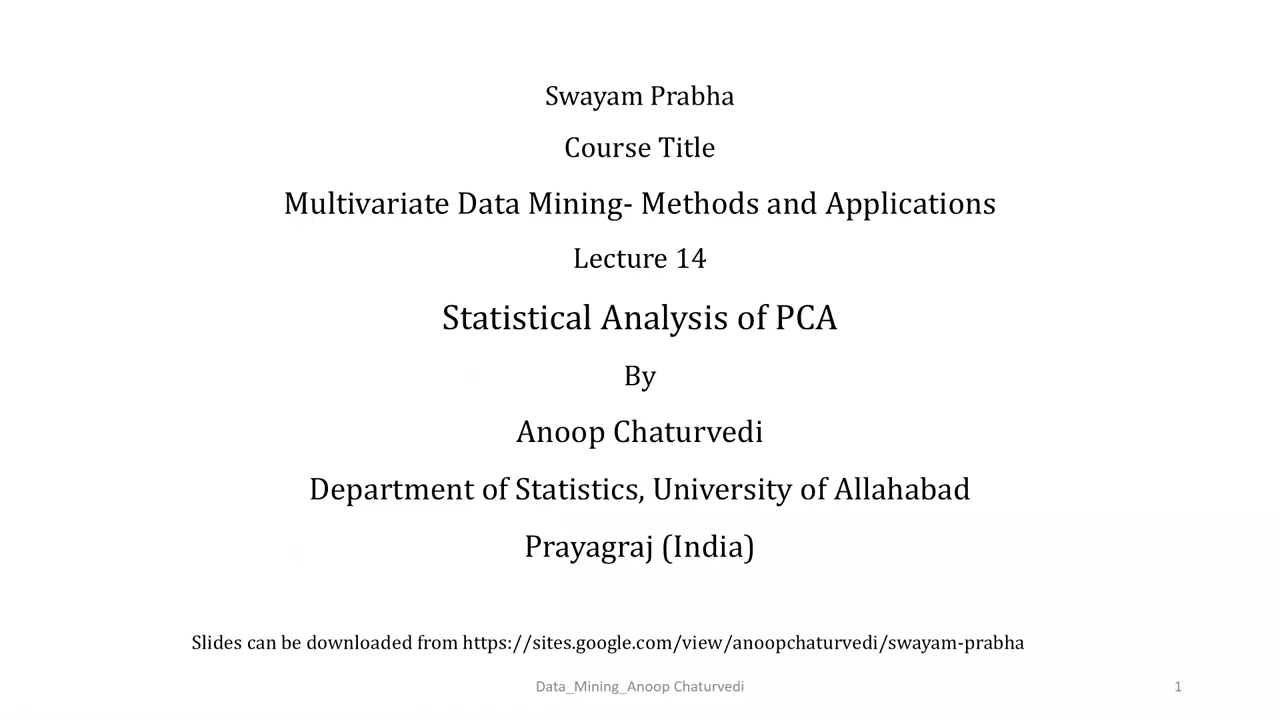 Swayam Prabha
Course Title
Multivariate Data Mining- Methods and Applications
Lecture 14
Statistical Analysis of PCA
By
Anoop Chaturvedi
Department of Statistics, University of Allahabad
Prayagraj (India)
Slides can be downloaded from https://sites.google.com/view/anoopchaturvedi/swayam-prabha
Data_Mining_Anoop Chaturvedi
1